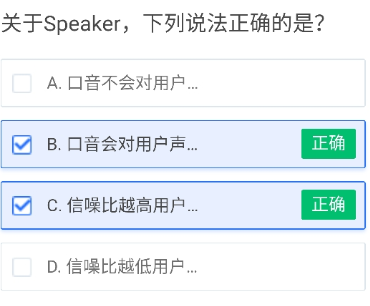 关于Speaker，下列说法正确的是？
A. 口音不会对用户...
B. 口音会对用户声...
正确
C. 信噪比越高用户...
正确
D. 信噪比越低用户...